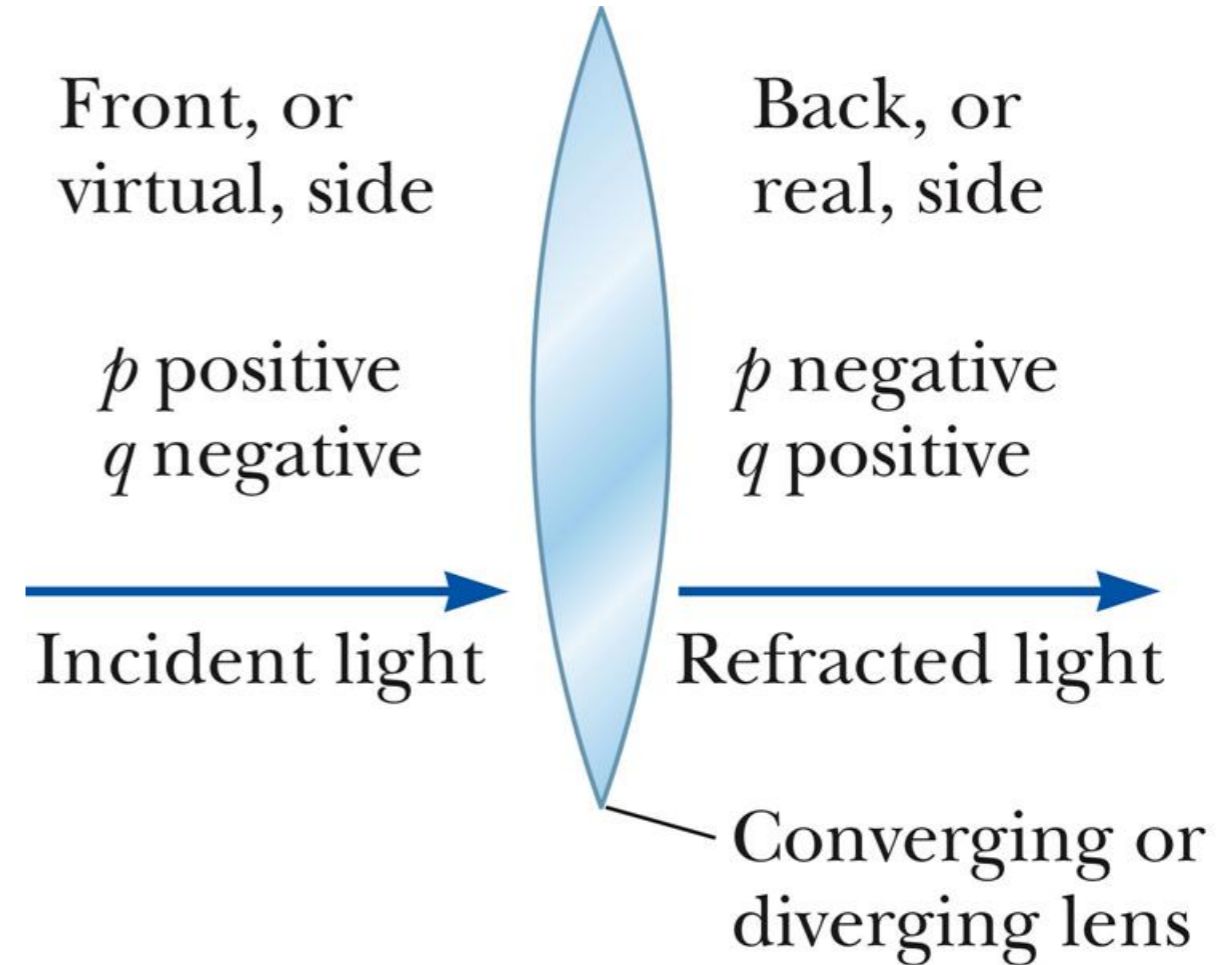 Front, or
virtual, side
Back, or
real, side
p positive
q negative
p negative
q positive
Incident light
Refracted light
Converging or
diverging lens